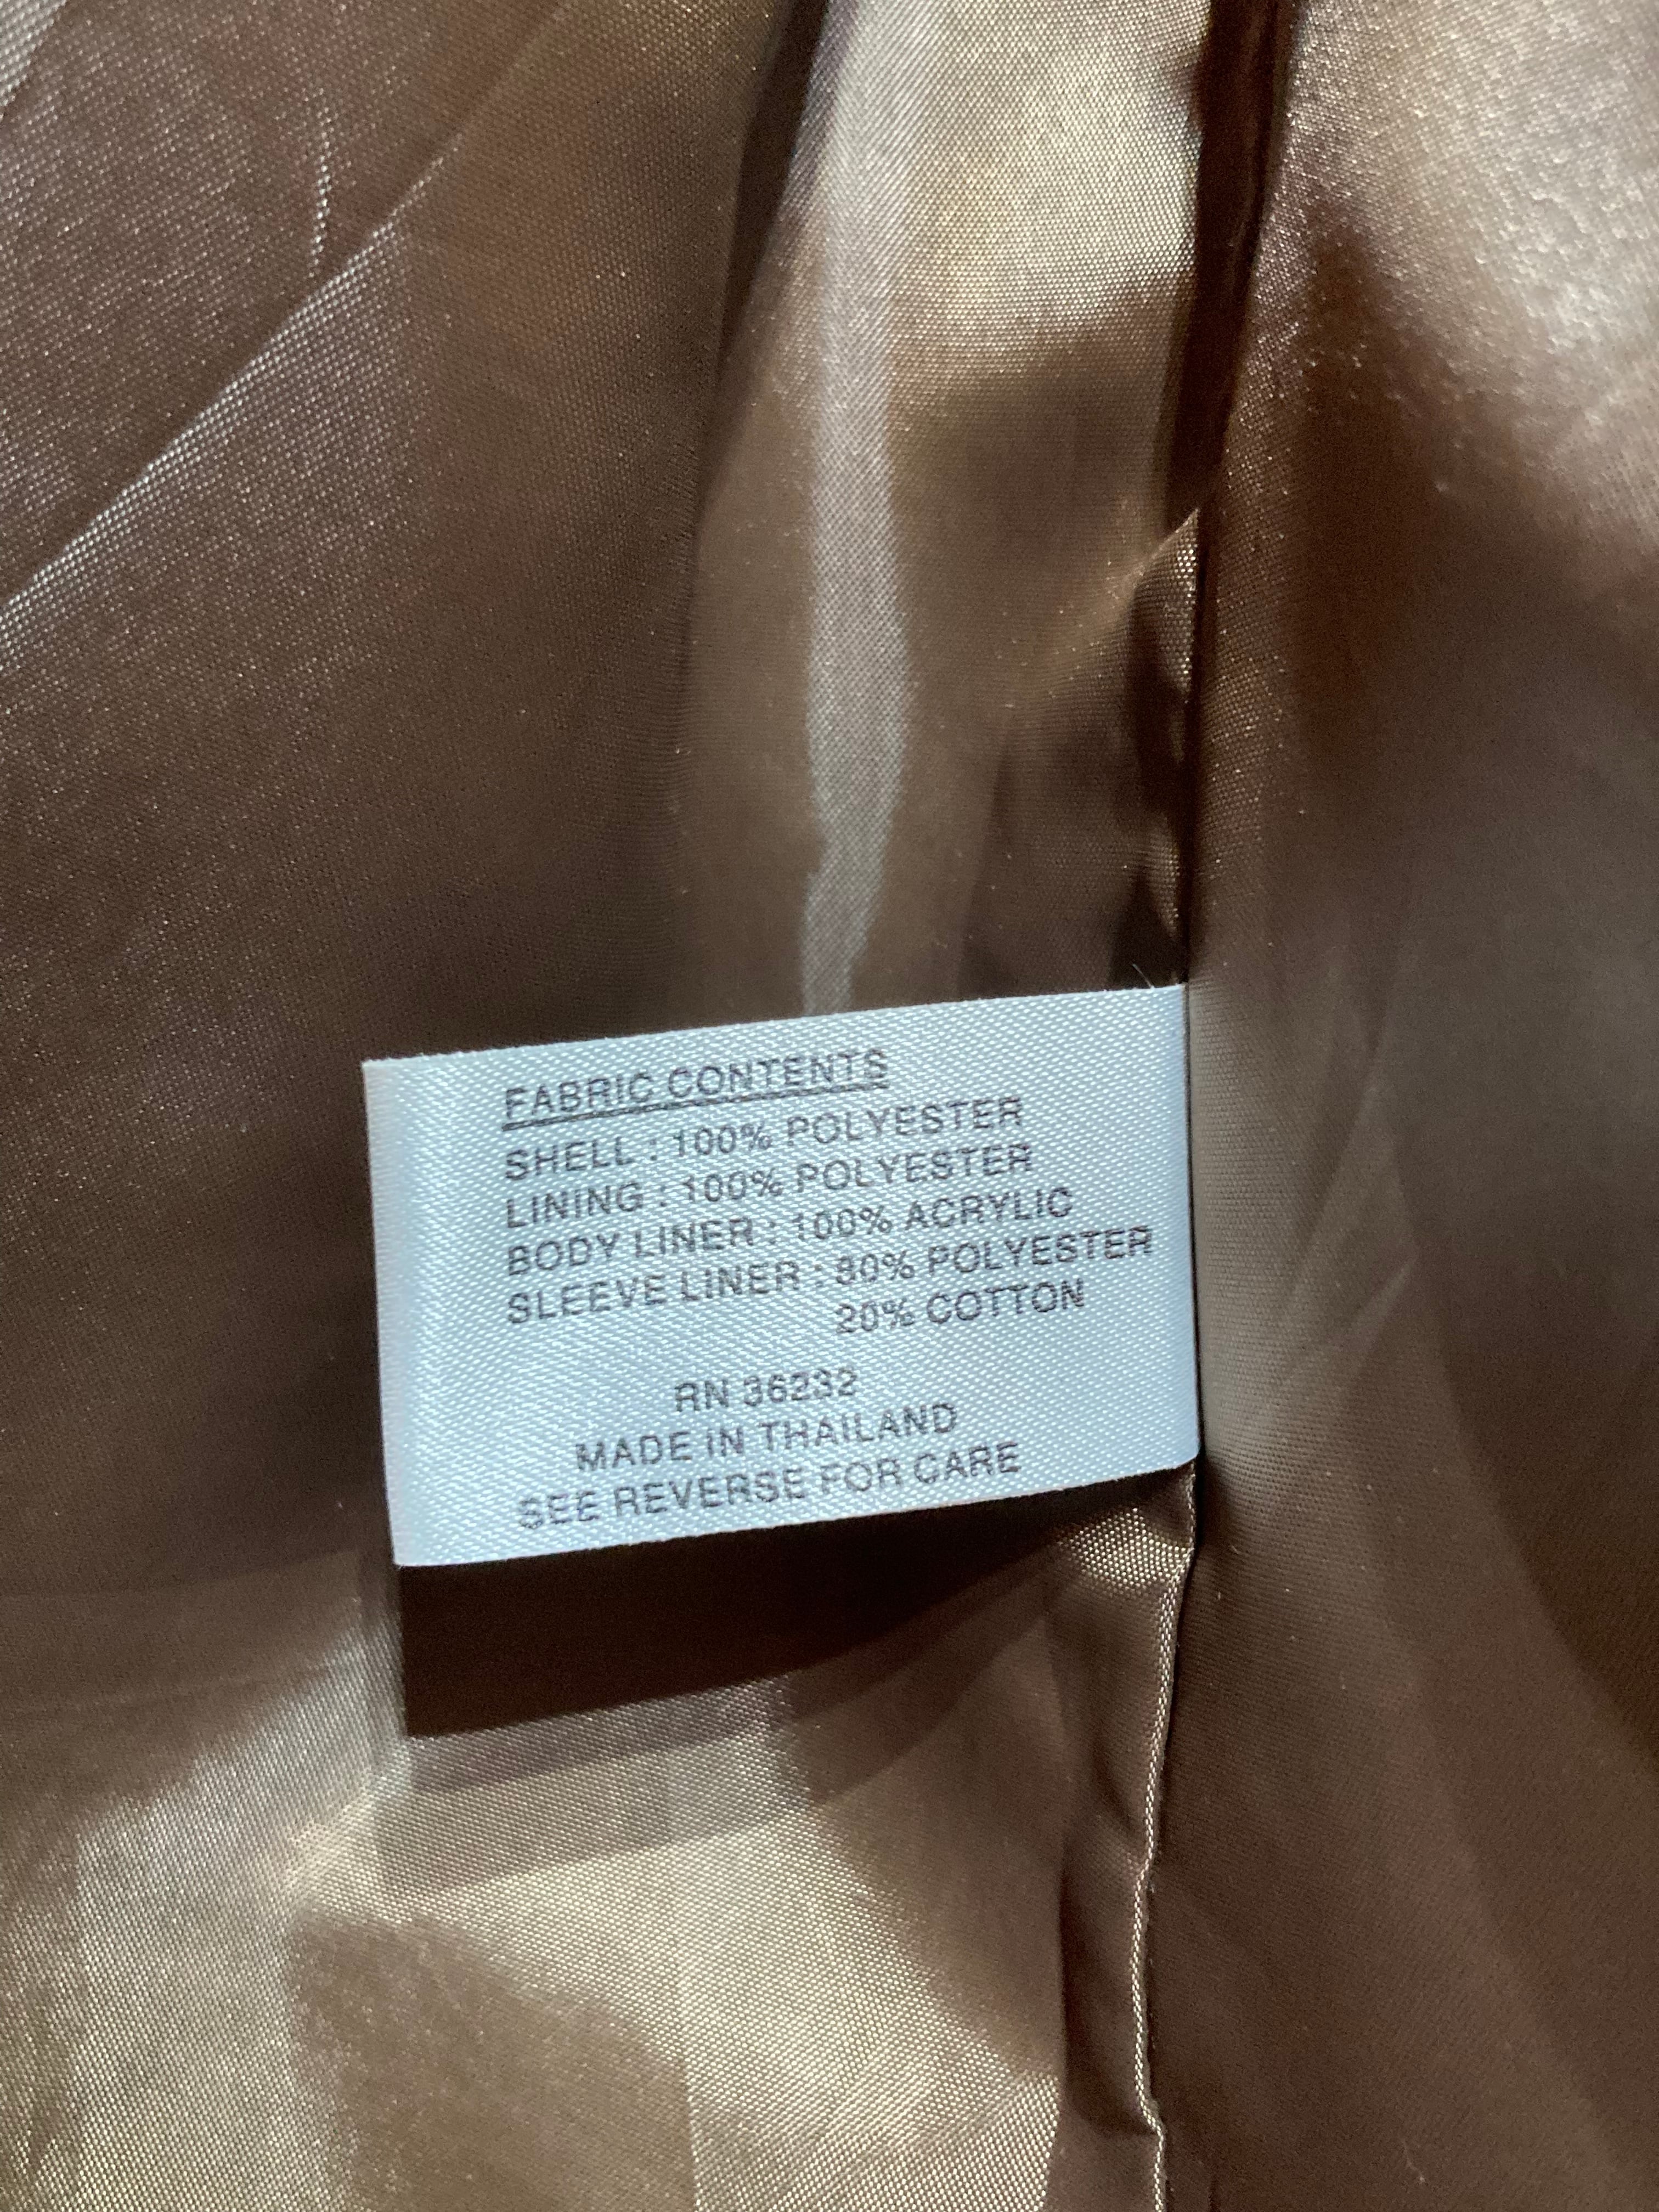 FABRIC CONTENTS
SHELL : 100% POLYESTER
LINING : 100% POLYESTER
BODY LINER : 100% ACRYLIC
SLEEVE LINER : 80% POLYESTER
20% COTTON
RN 36232
MADE IN THAILAND
SEE REVERSE FOR CARE